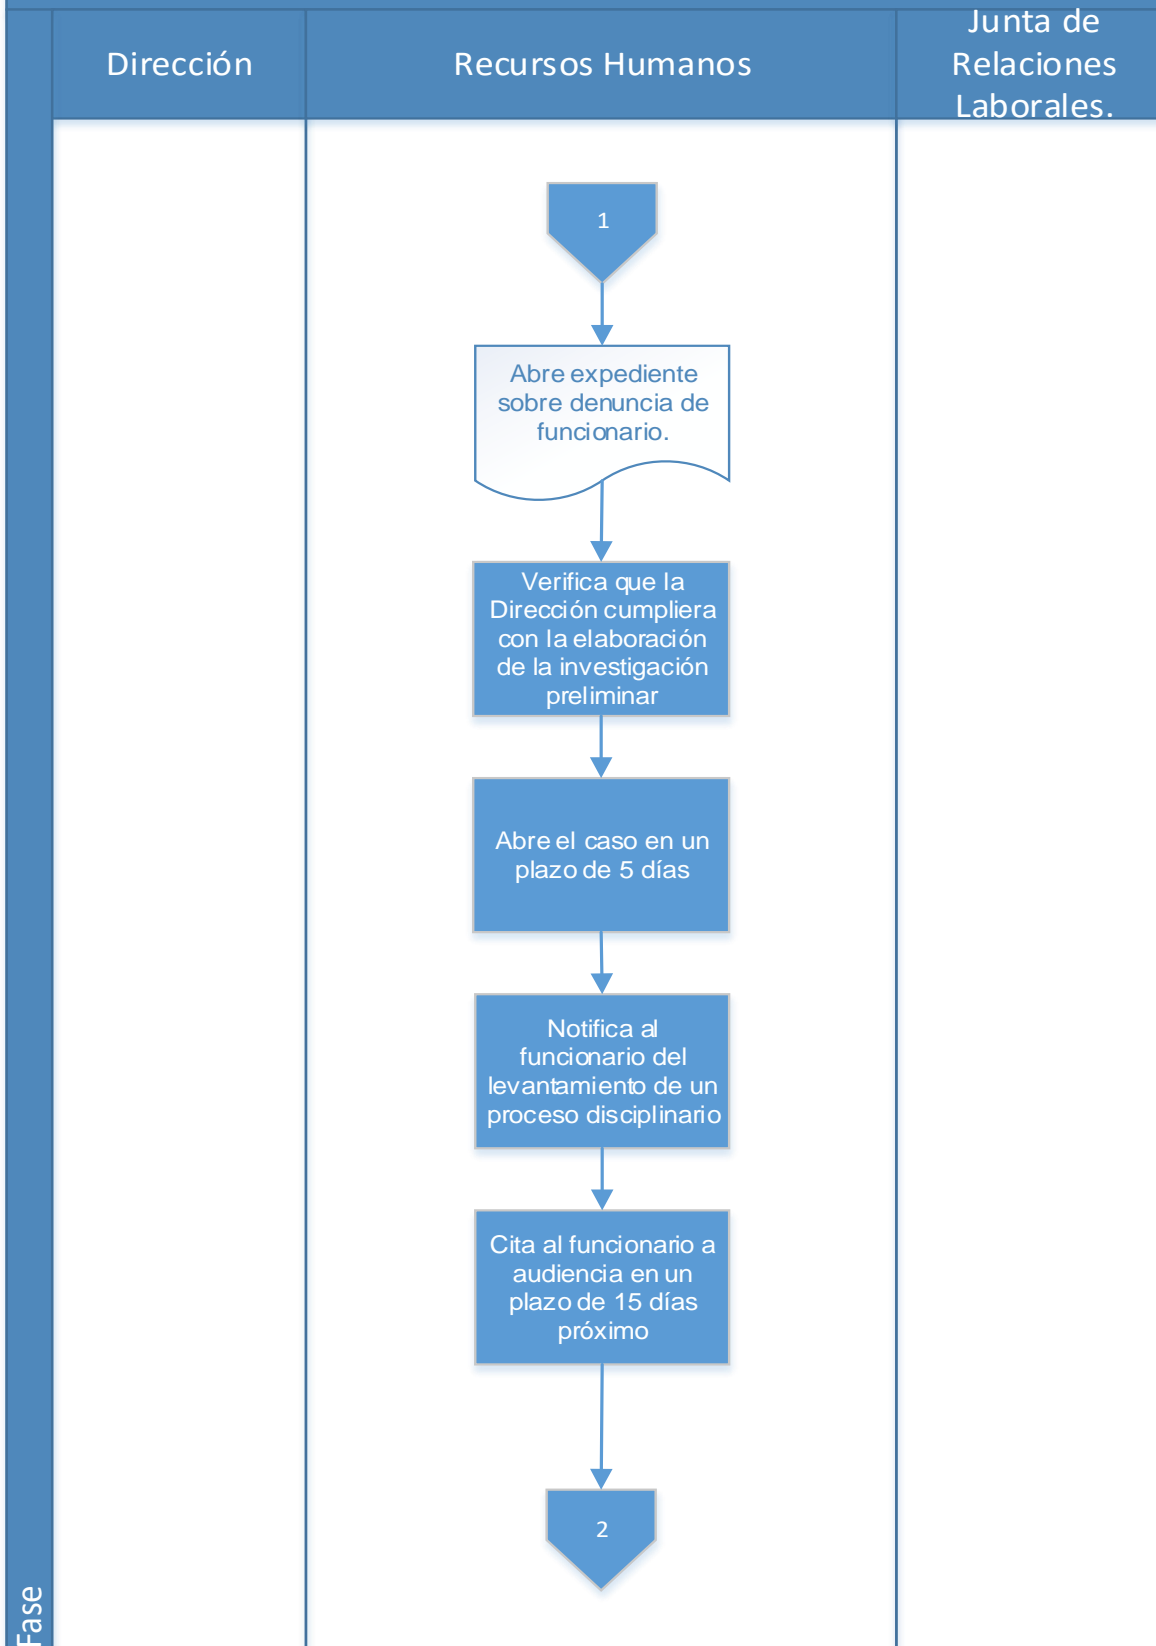 Dirección
Recursos Humanos
Junta de
Relaciones
Laborales.
1
Abre expediente
sobre denuncia de
funcionario.
Verifica que la
Dirección cumpliera
con la elaboración
de la investigación
preliminar
Abre el caso en un
plazo de 5 días
Notifica al
funcionario del
levantamiento de un
proceso disciplinario
Cita al funcionario a
audiencia en un
plazo de 15 días
próximo
2
Fase